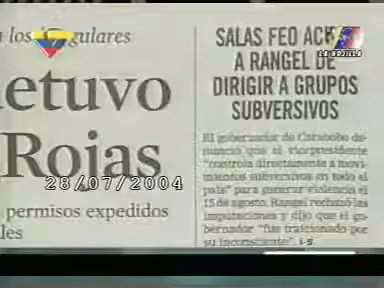 n los irregulares
etuvo
Rojas
s permisos expedidos
les
28/07/2004
SALAS FEO
A RANGEL DE
DIRIGIR A GRUPOS
SUBVERSIVOS
El gobernador de Carabobo de-
nunció que el vicepresidente
"controla directamente a movi-
mientos subversivos en todo el
país" para generar violencia el
15 de agosto. Rangel rechazó las
imputaciones y dijo que el go-
bernador "fue traicionado por
su inconsciente".
LA HOJILLA